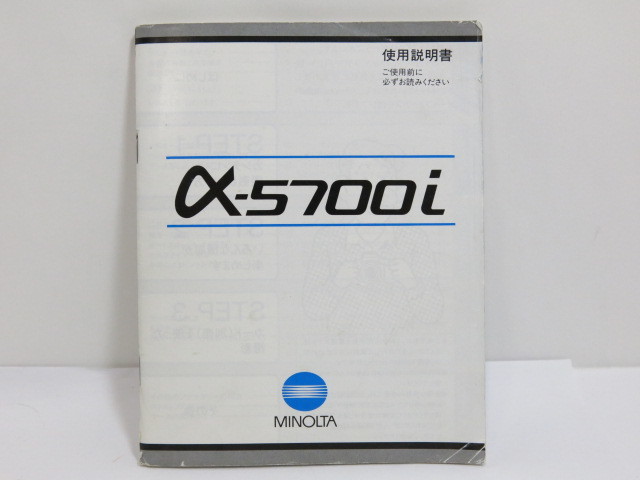 使用説明書
ご使用前に
必ずお読みください
α-5700i
MINOLTA